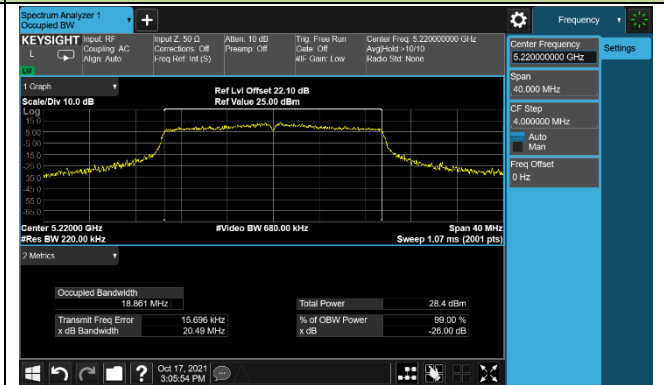 Spectrum Analyzer 1
Occupied BW
+
Frequency
KEYSIGHT
L
LXI
Input: RF
Coupling: AC
Align: Auto
Input Z: 50 Ω
Corrections: Off
Freq Ref: Int (S)
Atten: 10 dB
Preamp: Off
Trig: Free Run
Gate: Off
#IF Gain: Low
Center Freq: 5.220000000 GHz
Avg|Hold:>10/10
Radio Std: None
Center Frequency
5.220000000 GHz
Settings
Span
40.000 MHz
CF Step
4.000000 MHz
Auto
Man
Freq Offset
0 Hz
1 Graph
Scale/Div 10.0 dB
Ref Lvl Offset 22.10 dB
Ref Value 25.00 dBm
Log
15.0
5.00
-5.00
-15.0
-25.0
-35.0
-45.0
-55.0
-65.0
Center 5.22000 GHz
#Res BW 220.00 kHz
#Video BW 680.00 kHz
Span 40 MHz
Sweep 1.07 ms (2001 pts)
2 Metrics
Occupied Bandwidth
18.861 MHz
Total Power 28.4 dBm
Transmit Freq Error 15.696 kHz
% of OBW Power 99.00 %
x dB Bandwidth 20.49 MHz
x dB -26.00 dB
?
Oct 17, 2021
3:05:54 PM